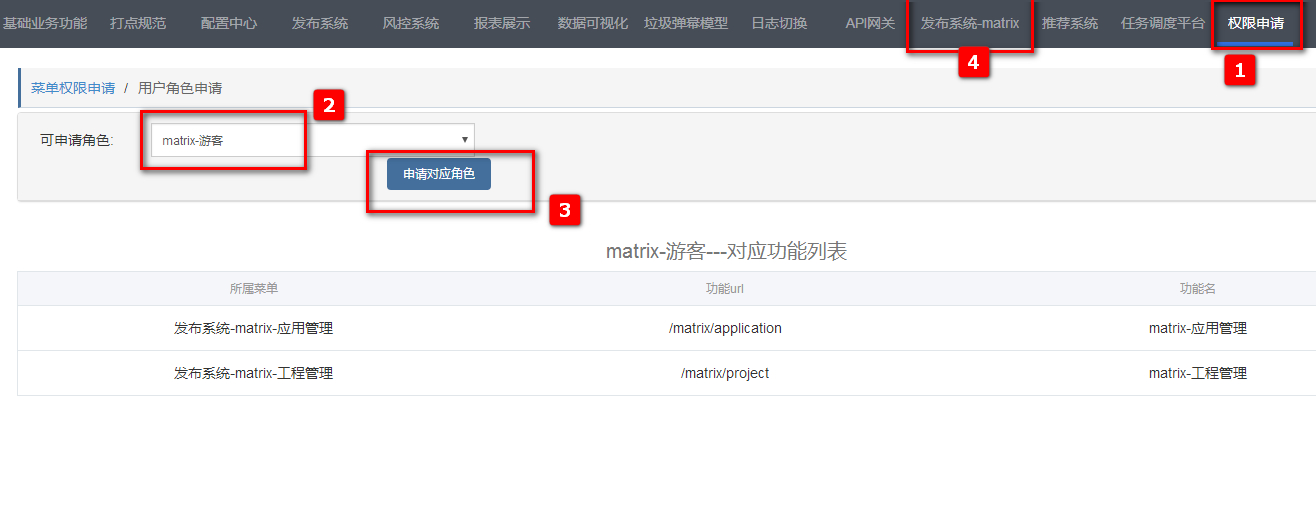 基础业务功能 打点规范 配置中心 发布系统 风控系统 报表展示 数据可视化 垃圾弹幕模型 日志切换 API网关 发布系统-matrix 推荐系统 任务调度平台 权限申请
4 1
菜单权限申请 / 用户角色申请
2
可申请角色: matrix-游客
申请对应角色
3
matrix-游客---对应功能列表
所属菜单 功能url 功能名
发布系统-matrix-应用管理 /matrix/application matrix-应用管理
发布系统-matrix-工程管理 /matrix/project matrix-工程管理